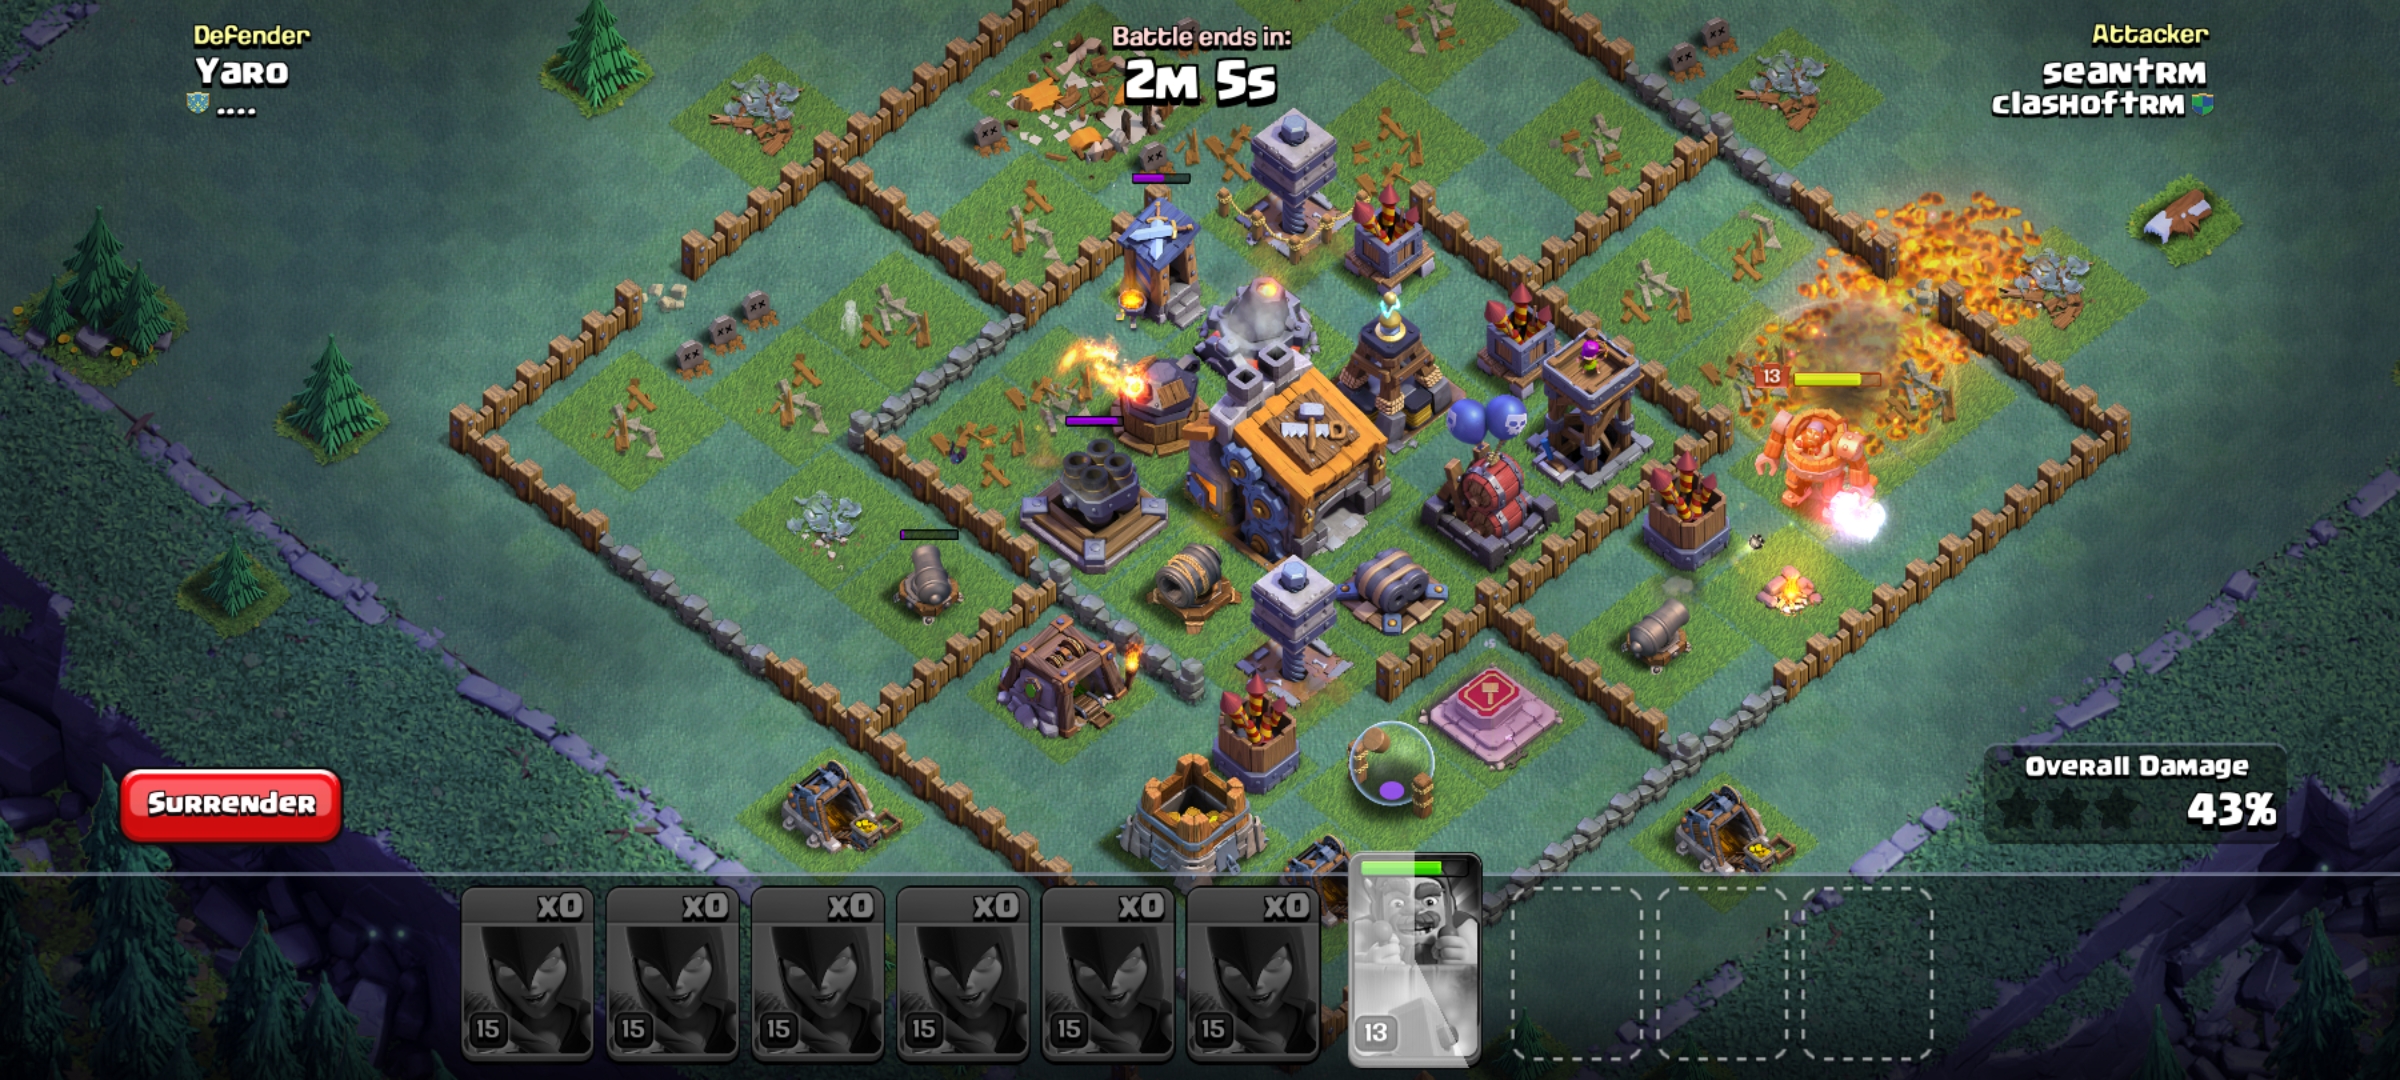 Defender
Yaro
....
Battle ends in:
2M 5s
Attacker
seantRM
clashoftRM
13
Surrender
Overall Damage
43%
x0
x0
x0
x0
x0
x0
15
15
15
15
15
15
13